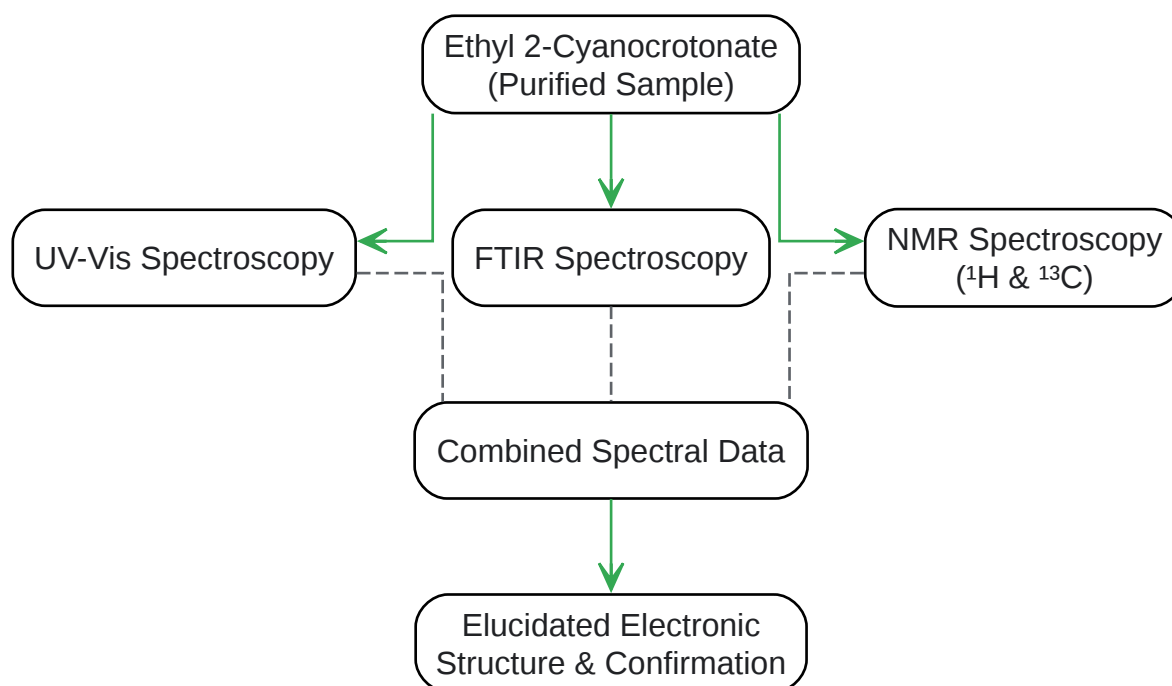 Ethyl 2-Cyanocrotonate
(Purified Sample)
UV-Vis Spectroscopy
FTIR Spectroscopy
NMR Spectroscopy
(¹H & ¹³C)
Combined Spectral Data
Elucidated Electronic
Structure & Confirmation